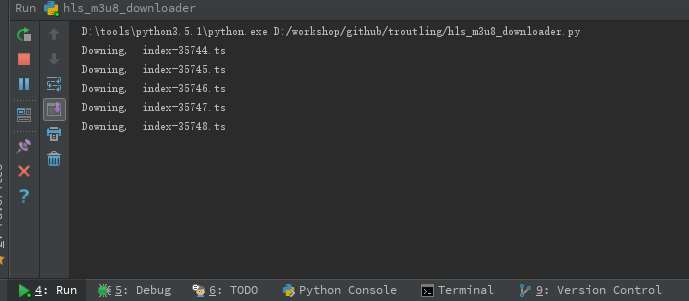 Run hls_m3u8_downloader
D:\tools\python3.5.1\python.exe D:/workshop/github/troutling/hls_m3u8_downloader.py
Downing, index-35744.ts
Downing, index-35745.ts
Downing, index-35746.ts
Downing, index-35747.ts
Downing, index-35748.ts
4: Run 5: Debug 6: TODO Python Console Terminal 9: Version Control